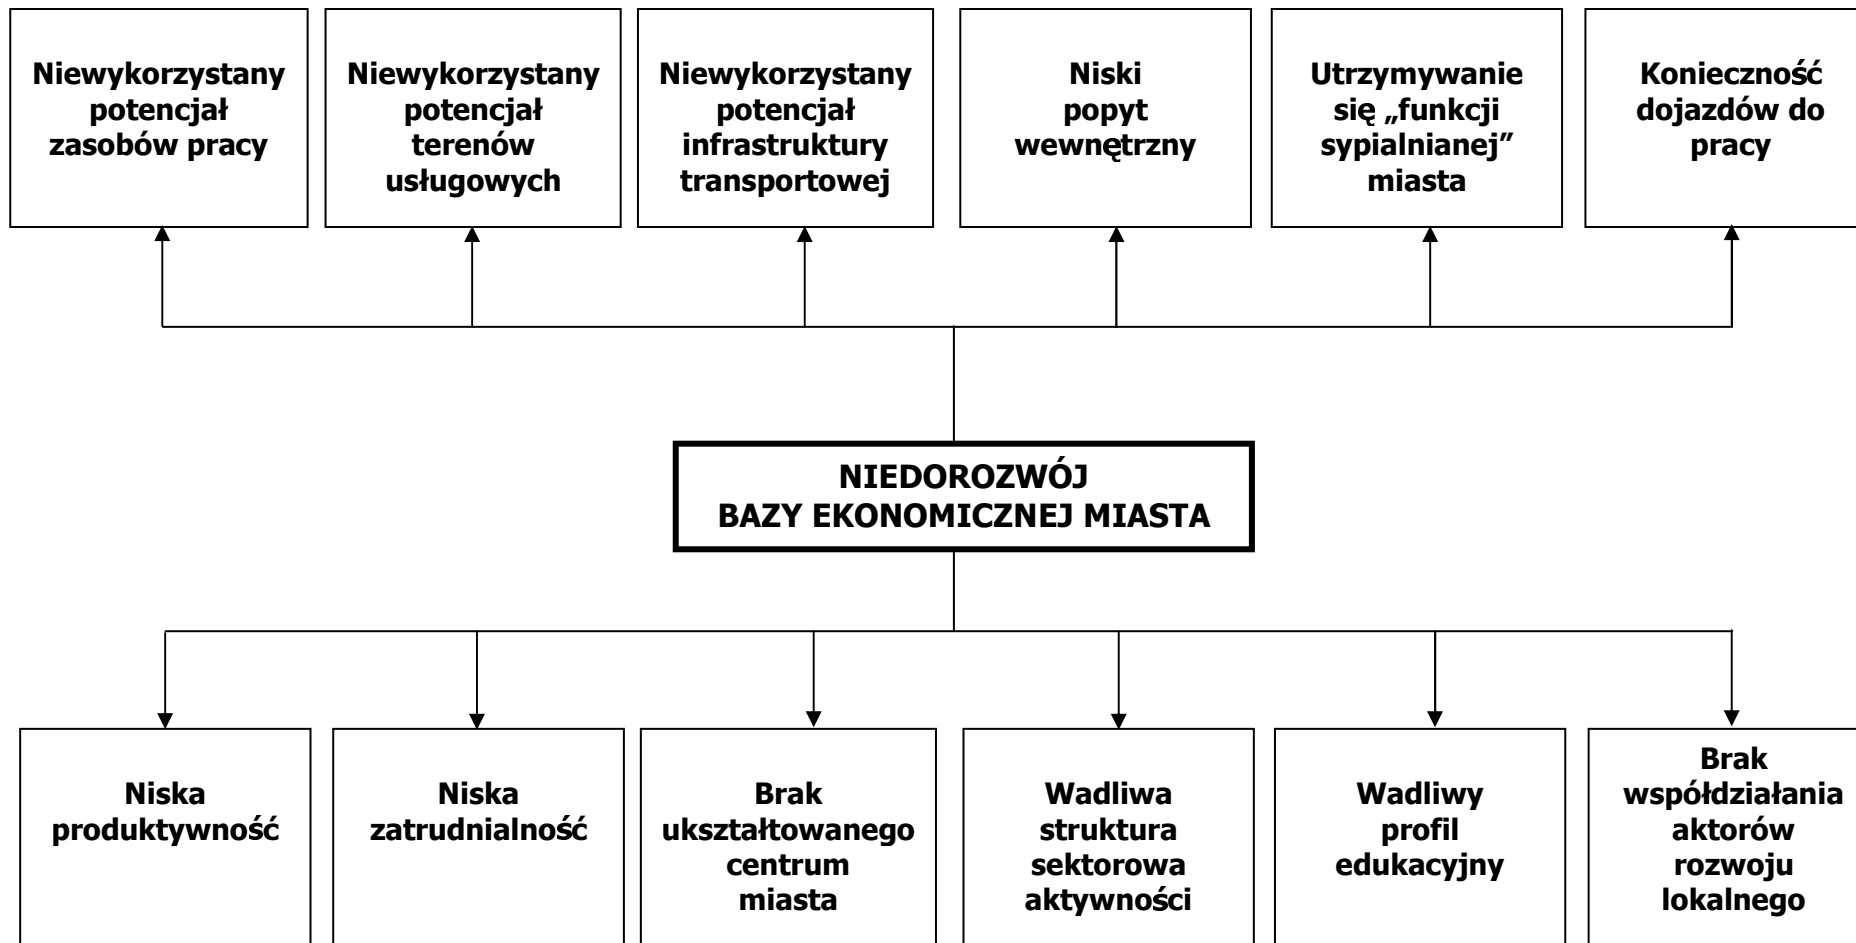 Niewykorzystany
potencjał
zasobów pracy
Niewykorzystany
potencjał
terenów
usługowych
Niewykorzystany
potencjał
infrastruktury
transportowej
Niski
popyt
wewnętrzny
Utrzymywanie
się „funkcji
sypialnianej”
miasta
Konieczność
dojazdów do
pracy
NIEDOROZWÓJ
BAZY EKONOMICZNEJ MIASTA
Niska
produktywność
Niska
zatrudnialność
Brak
ukształtowanego
centrum
miasta
Wadliwa
struktura
sektorowa
aktywności
Wadliwy
profil
edukacyjny
Brak
współdziałania
aktorów
rozwoju
lokalnego